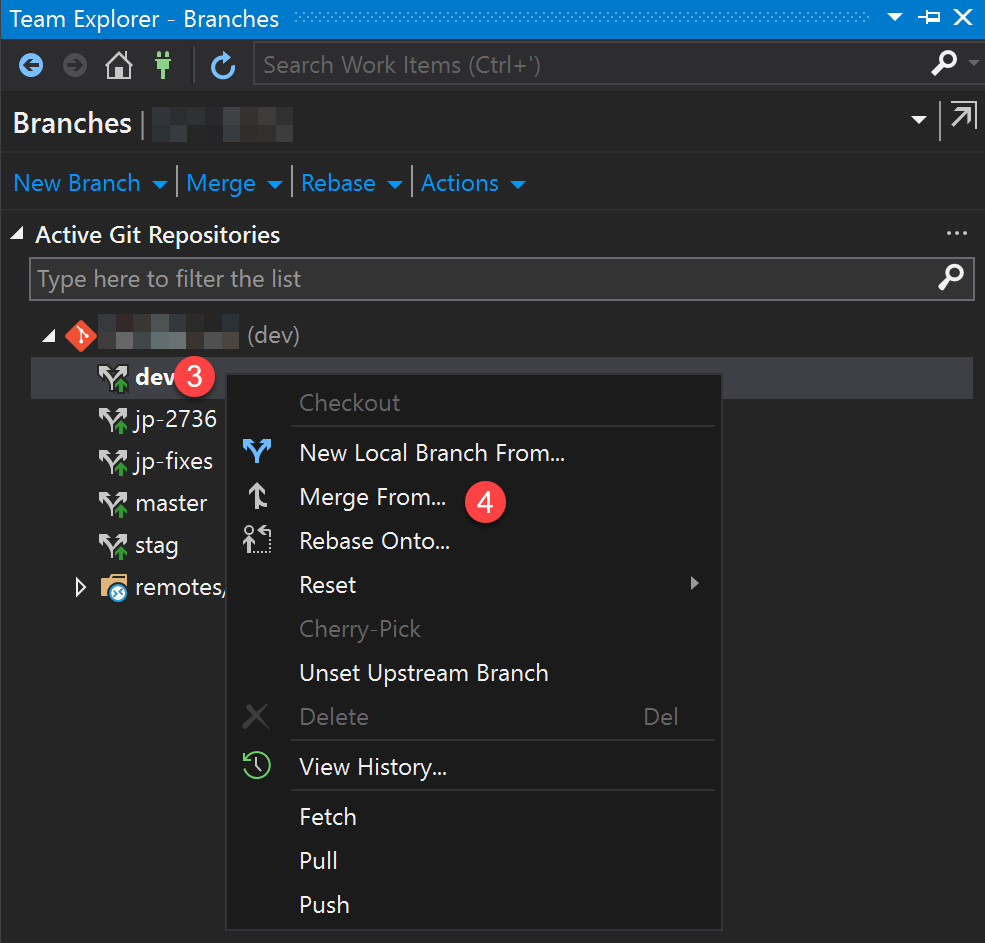 Team Explorer - Branches
Search Work Items (Ctrl+')
Branches |
New Branch Merge Rebase Actions
Active Git Repositories
Type here to filter the list
(dev)
dev 3
jp-2736
jp-fixes
master
stag
remotes/
Checkout
New Local Branch From...
Merge From... 4
Rebase Onto...
Reset
Cherry-Pick
Unset Upstream Branch
Delete Del
View History...
Fetch
Pull
Push